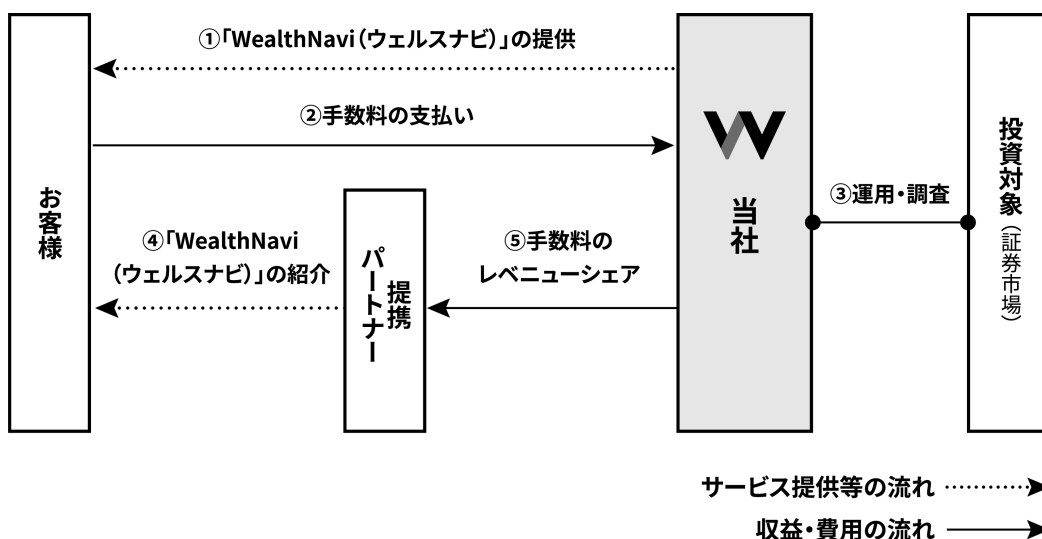 ①「WealthNavi（ウェルスナビ）」の提供
②手数料の支払い
お客様
④「WealthNavi
（ウェルスナビ）」の紹介
提携
パートナー
⑤手数料の
レベニューシェア
当社
③運用・調査
投資対象（証券市場）
サービス提供等の流れ
収益・費用の流れ